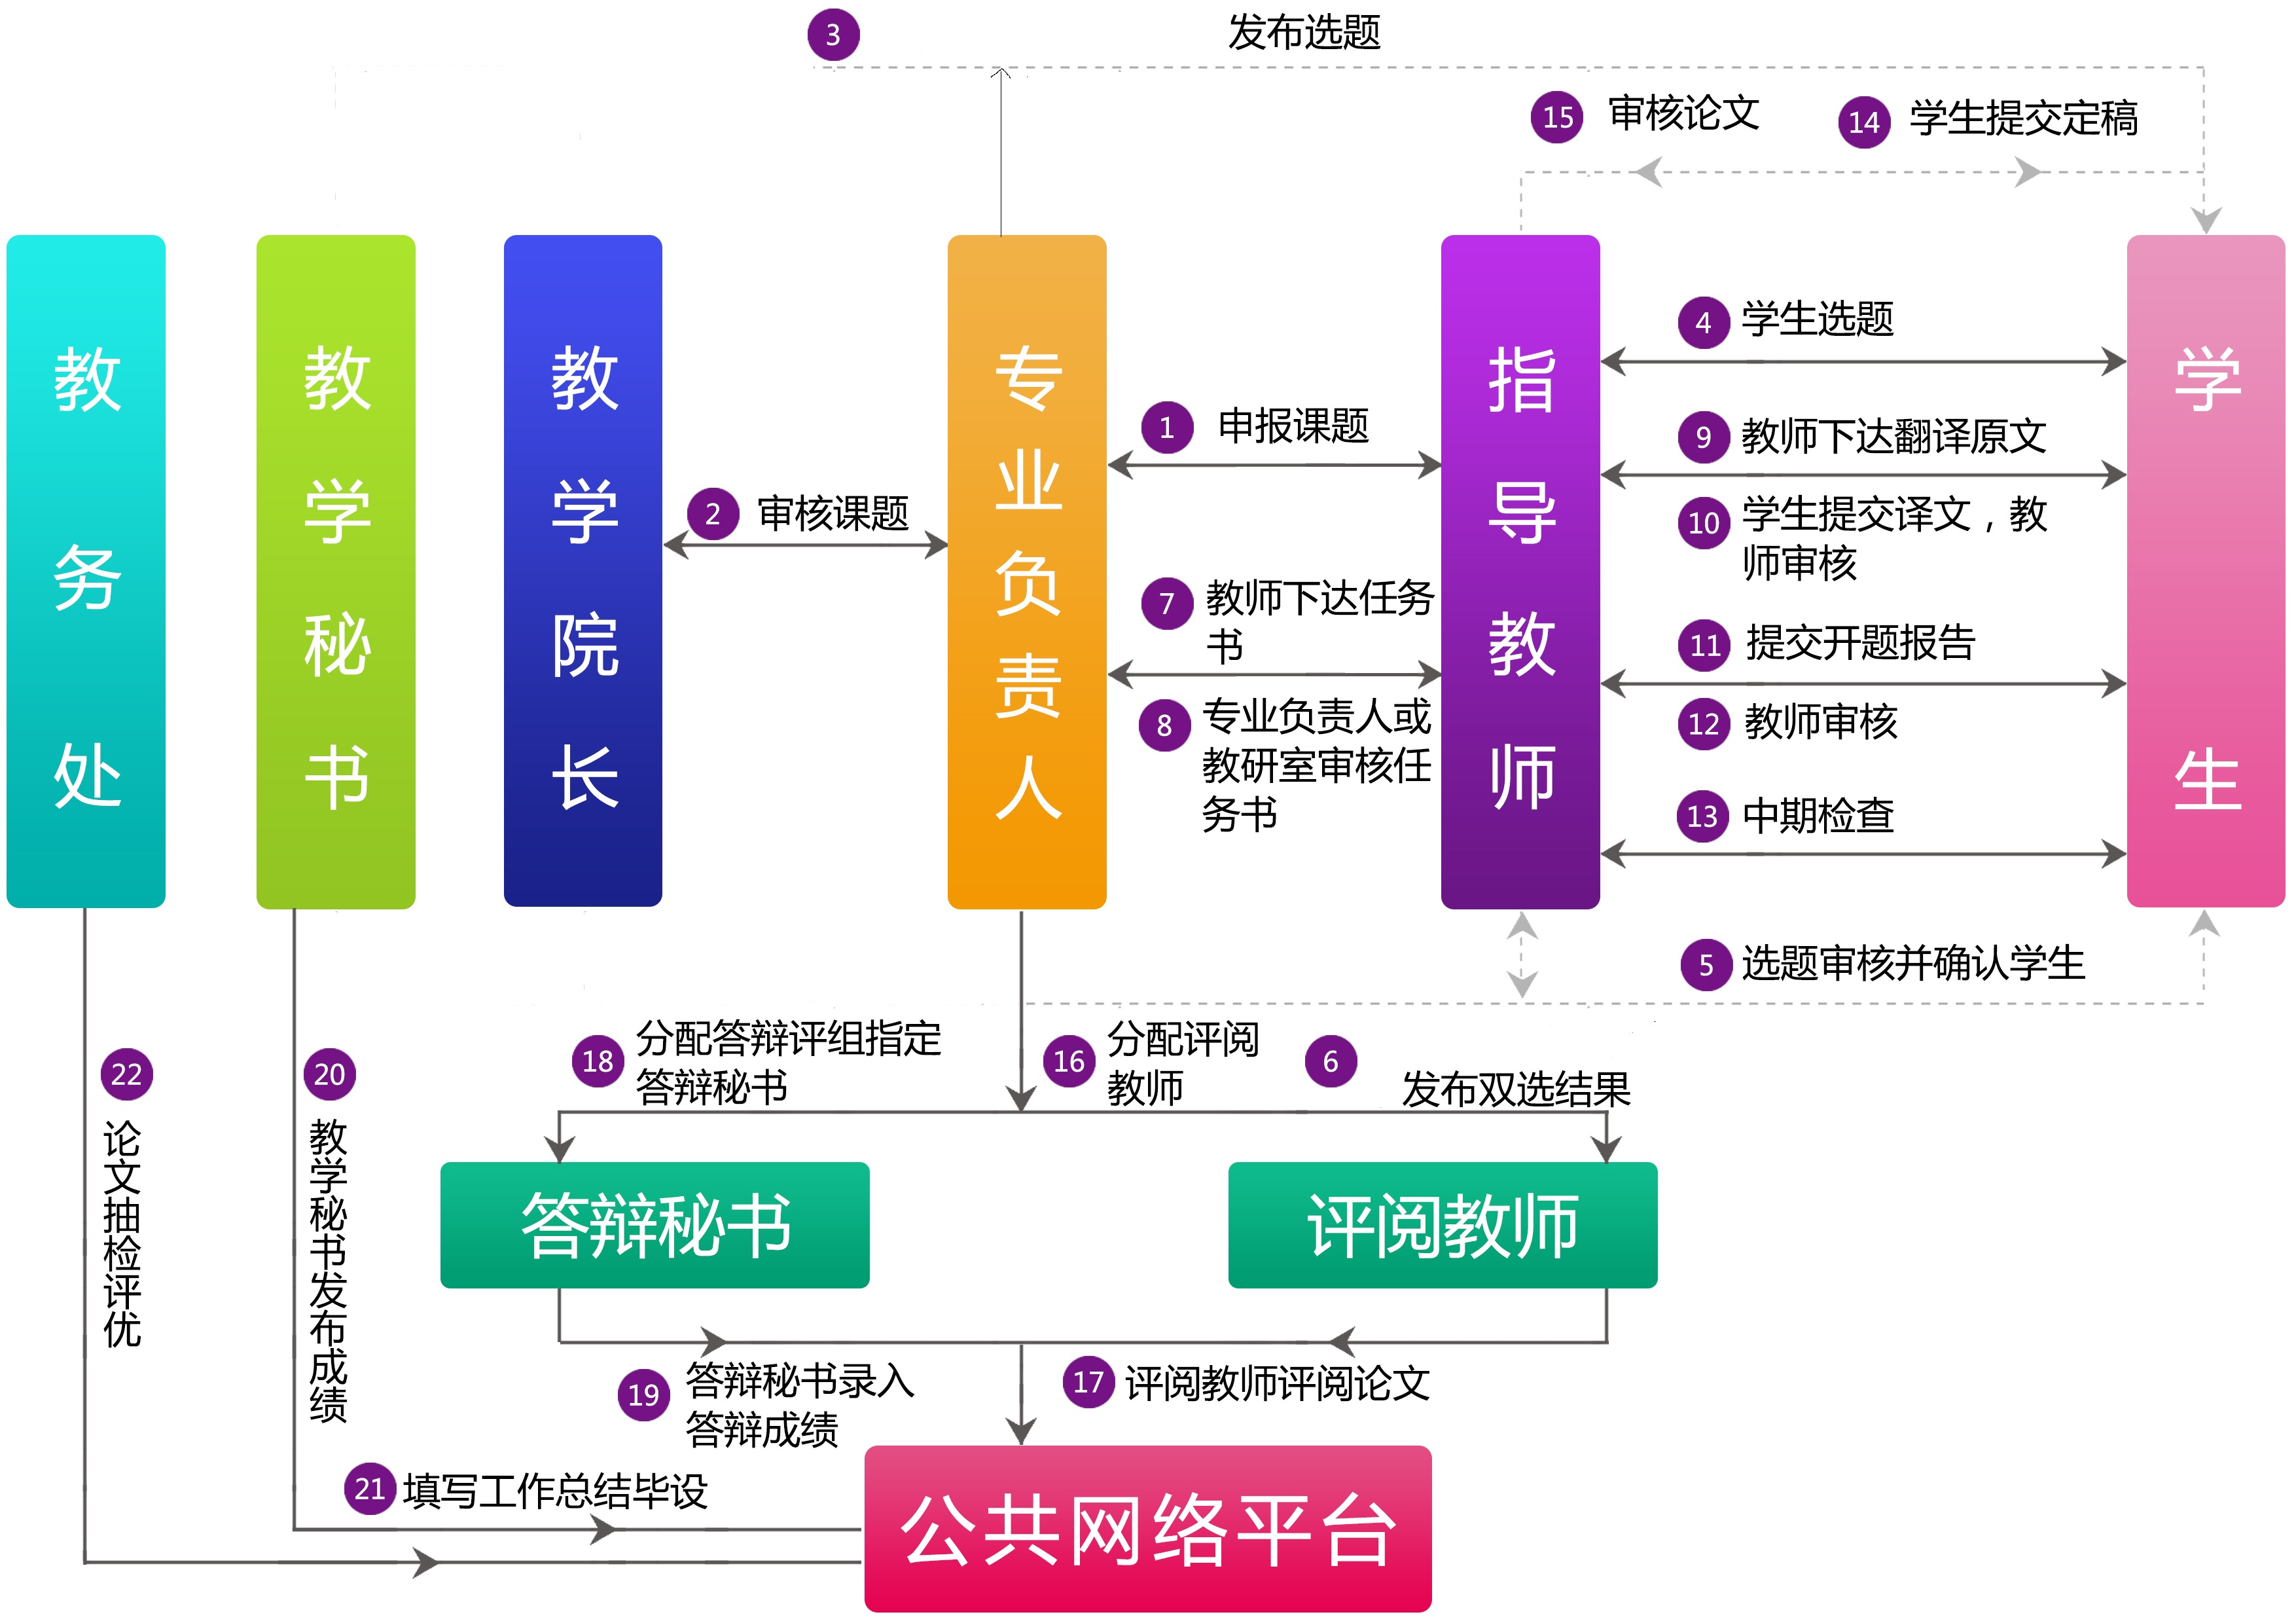 3
发布选题
15 审核论文
14 学生提交定稿
教务处
教学秘书
教学院长
专业负责人
指导教师
学生
4 学生选题
1 申报课题
9 教师下达翻译原文
2 审核课题
10 学生提交译文，教
师审核
7 教师下达任务
书
11 提交开题报告
8 专业负责人或
教研室审核任
务书
12 教师审核
13 中期检查
5 选题审核并确认学生
18 分配答辩评组指定
答辩秘书
16 分配评阅
教师
6 发布双选结果
22 论文抽检评优
20 教学秘书发布成绩
答辩秘书
评阅教师
19 答辩秘书录入
答辩成绩
17 评阅教师评阅论文
21 填写工作总结毕设
公共网络平台